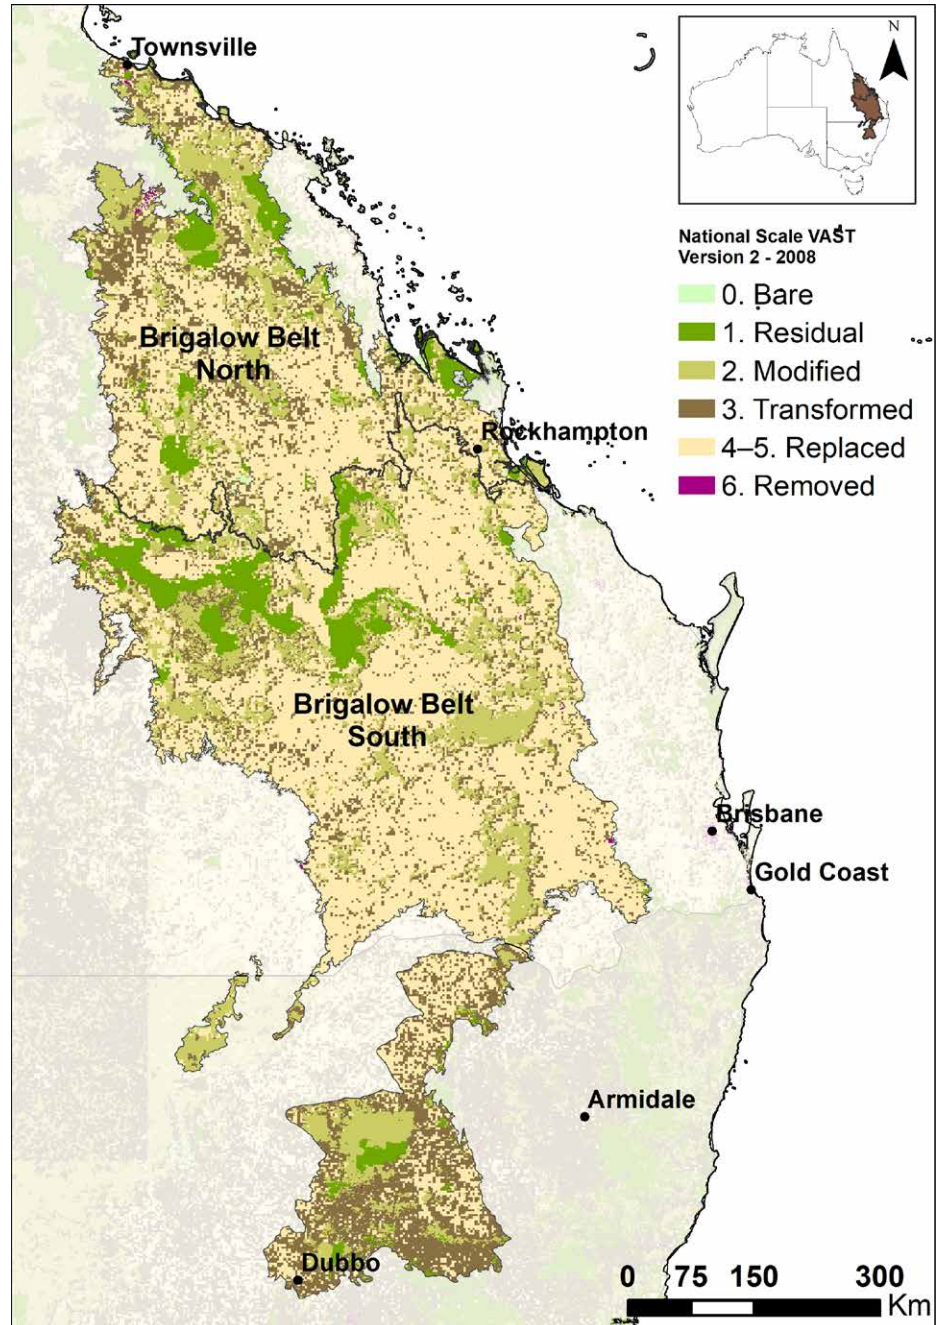 Townsville
N
National Scale VAST
Version 2 - 2008
0. Bare
1. Residual
2. Modified
3. Transformed
4–5. Replaced
6. Removed
Brigalow Belt
North
Rockhampton
Brigalow Belt
South
Brisbane
Gold Coast
Armidale
Dubbo
0 75 150 300
Km